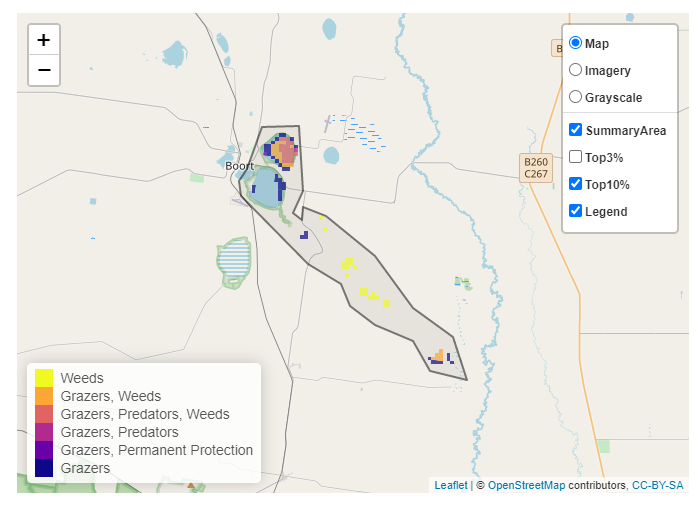 +
−
Map
Imagery
Grayscale
SummaryArea
Top3%
Top10%
Legend
B260
C267
Boort
Weeds
Grazers, Weeds
Grazers, Predators, Weeds
Grazers, Predators
Grazers, Permanent Protection
Grazers
Leaflet | © OpenStreetMap contributors, CC-BY-SA